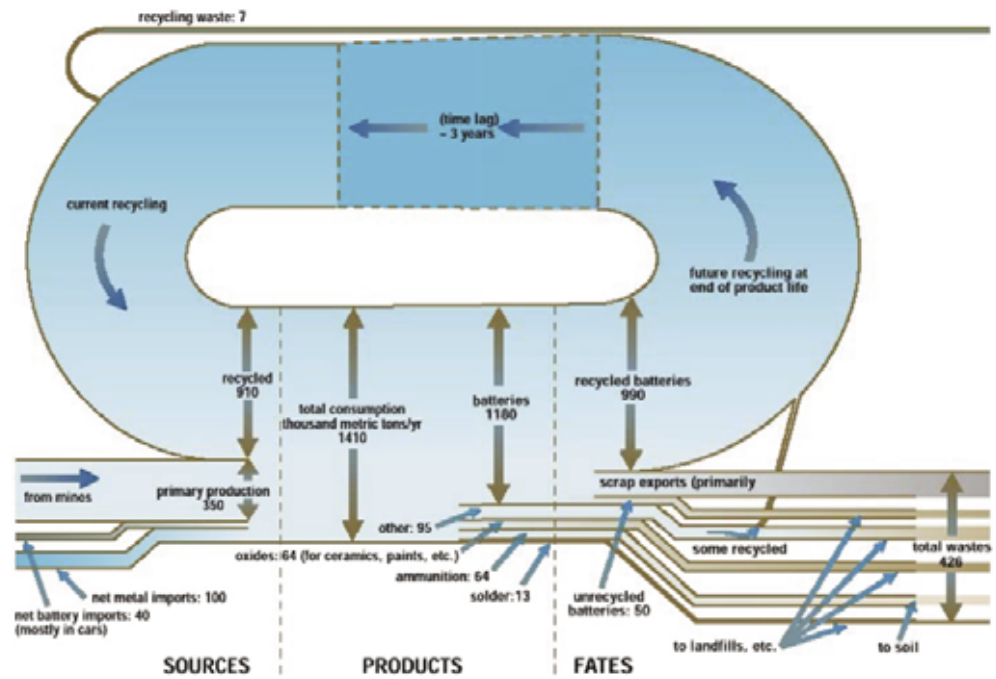 recycling waste: 7
(time lag)
~ 3 years
current recycling
future recycling at
end of product life
recycled
910
total consumption
thousand metric tons/yr
1410
batteries
1180
recycled batteries
990
from mines
primary production
350
scrap exports (primarily
other: 95
some recycled
total wastes
426
oxides: 64 (for ceramics, paints, etc.)
ammunition: 64
solder:13
unrecycled
batteries: 50
net metal imports: 100
net battery imports: 40
(mostly in cars)
to landfills, etc.
to soil
SOURCES
PRODUCTS
FATES